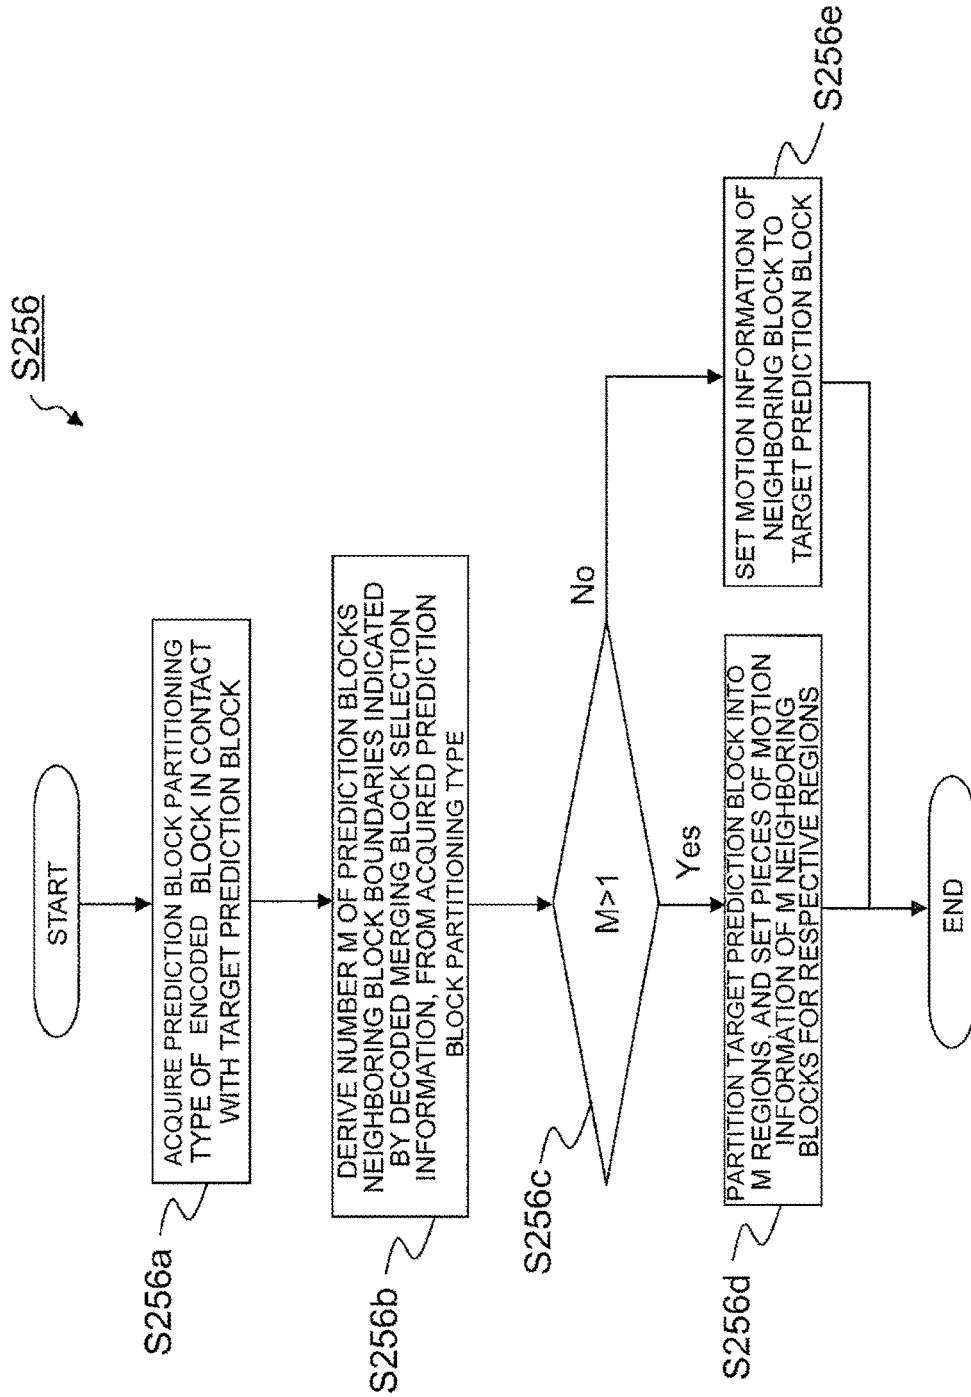 S256
START
S256a
ACQUIRE PREDICTION BLOCK PARTITIONING
TYPE OF ENCODED BLOCK IN CONTACT
WITH TARGET PREDICTION BLOCK
S256b
DERIVE NUMBER M OF PREDICTION BLOCKS
NEIGHBORING BLOCK BOUNDARIES INDICATED
BY DECODED MERGING BLOCK SELECTION
INFORMATION, FROM ACQUIRED PREDICTION
BLOCK PARTITIONING TYPE
S256c
M>1
No
Yes
S256d
PARTITION TARGET PREDICTION BLOCK INTO
M REGIONS, AND SET PIECES OF MOTION
INFORMATION OF M NEIGHBORING
BLOCKS FOR RESPECTIVE REGIONS
S256e
SET MOTION INFORMATION OF
NEIGHBORING BLOCK TO
TARGET PREDICTION BLOCK
END